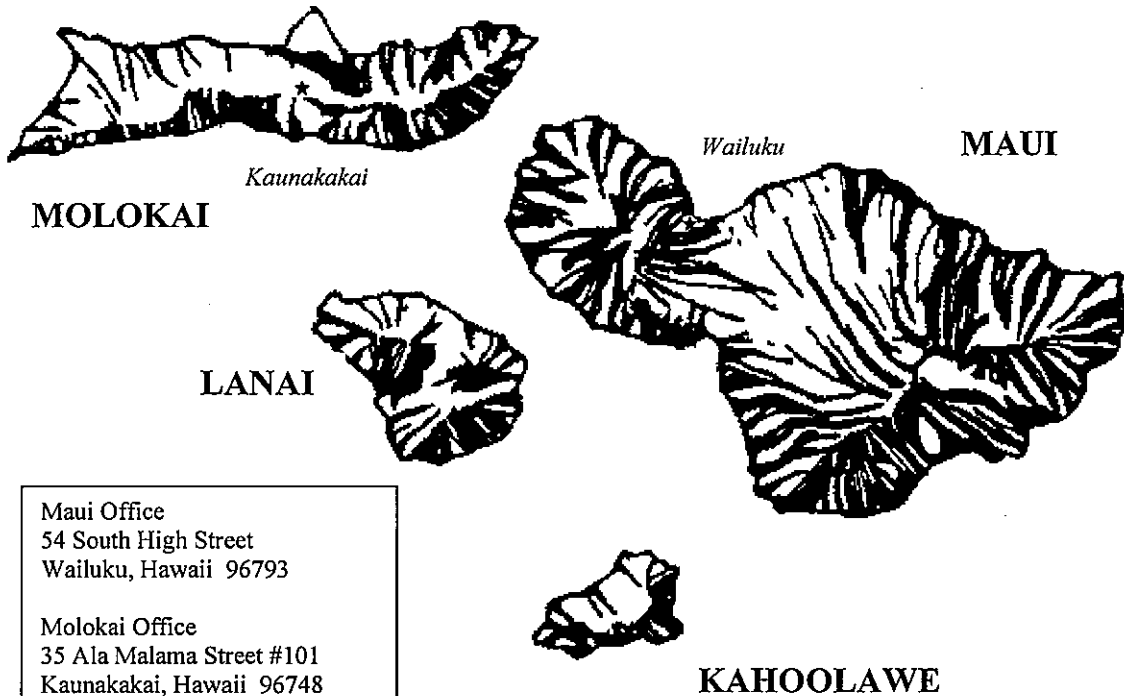 Wailuku
MAUI
Kaunakakai
MOLOKAI
LANAI
Maui Office
54 South High Street
Wailuku, Hawaii 96793
Molokai Office
35 Ala Malama Street #101
Kaunakakai, Hawaii 96748
KAHOOLAWE